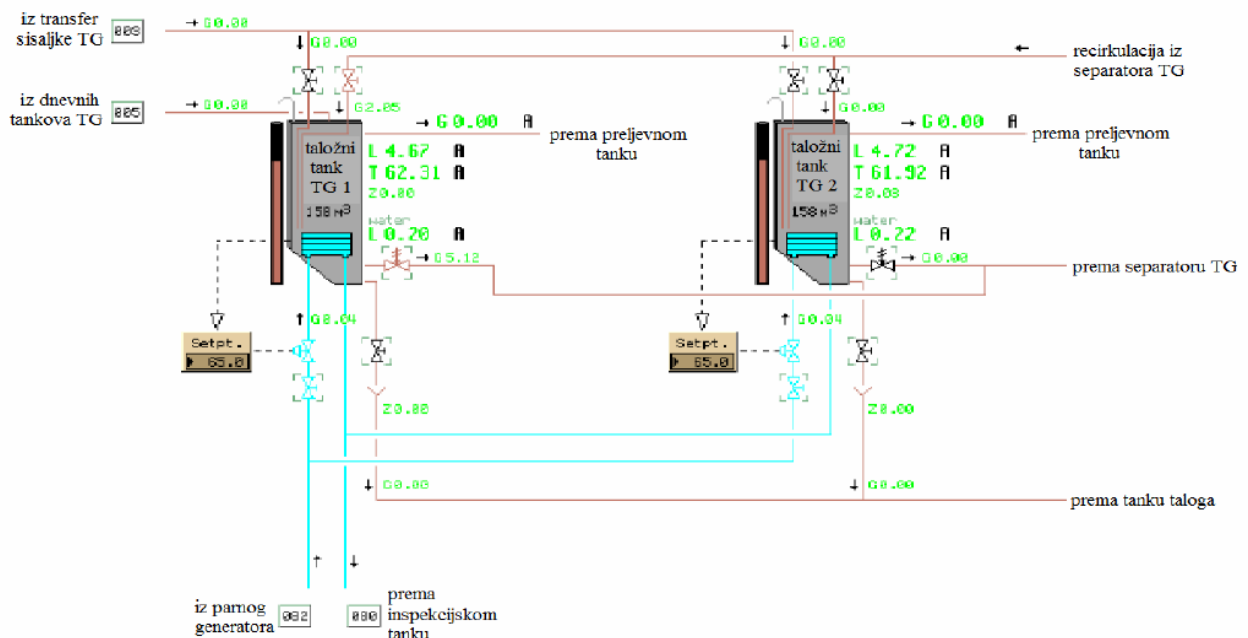 iz transfer
sisaljke TG
009
→ G0.00
↓ G0.00
↓ G0.00
←
recirkulacija iz
separatora TG
iz dnevnih
tankova TG
005
→ G0.00
↓ G2.05
↓ G0.00
→ G0.00 A
prema preljevnom
tanku
→ G0.00 A
prema preljevnom
tanku
taložni
tank
TG 1
158 M3
L 4.67 A
T 62.31 A
Z0.00
Water
L 0.20 A
→ G5.12
taložni
tank
TG 2
158 M3
L 4.72 A
T 61.92 A
Z0.03
Water
L 0.22 A
→ G0.00
prema separatoru TG
↑ G0.04
Setpt.
65.0
↑ G0.04
Setpt.
65.0
Z0.00
Z0.00
↓ G0.00
↓ G0.00
prema tanku taloga
↑
↓
iz parnog
generatora
082
080
prema
inspekcijskom
tanku